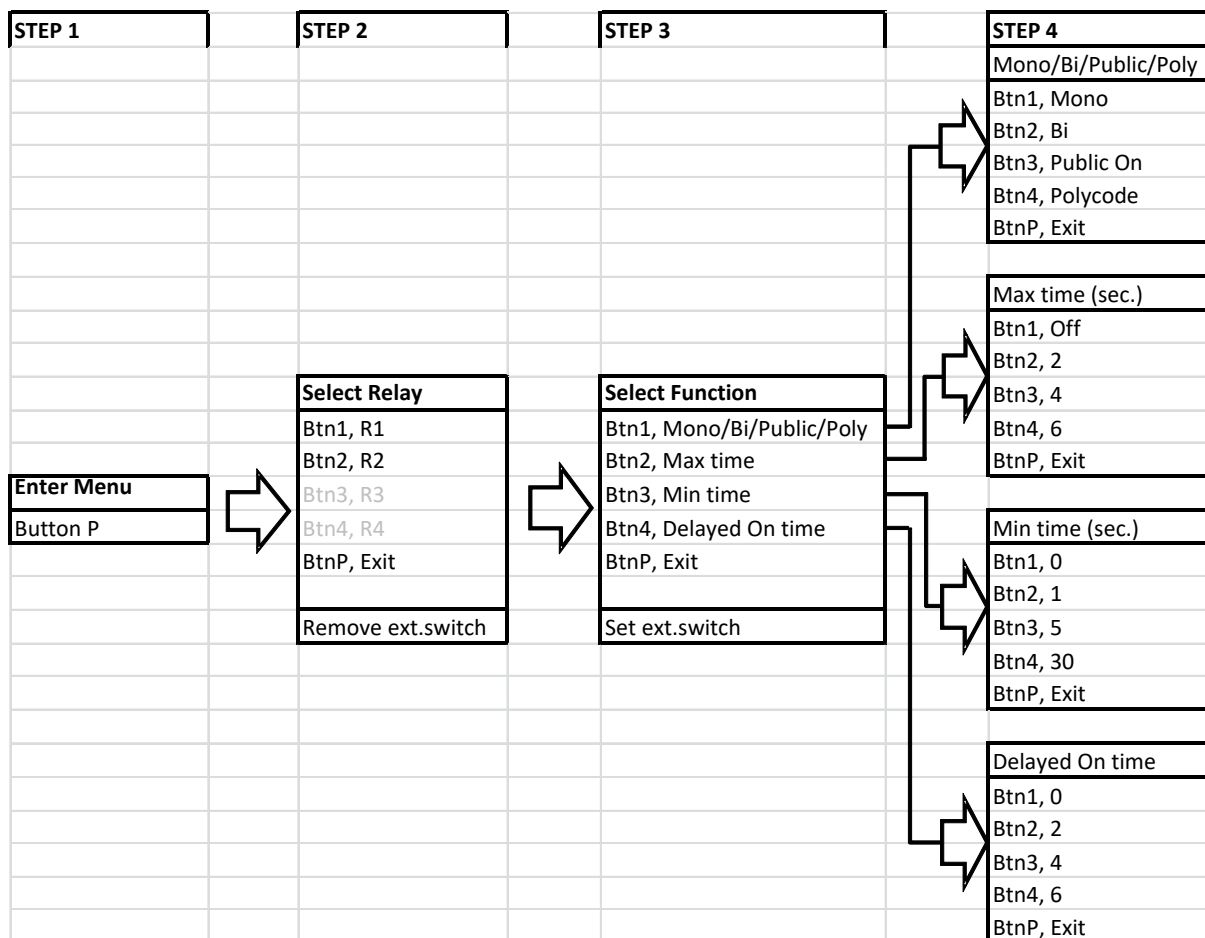 STEP 1
Enter Menu
Button P
STEP 2
Select Relay
Btn1, R1
Btn2, R2
Btn3, R3
Btn4, R4
BtnP, Exit
Remove ext.switch
STEP 3
Select Function
Btn1, Mono/Bi/Public/Poly
Btn2, Max time
Btn3, Min time
Btn4, Delayed On time
BtnP, Exit
Set ext.switch
STEP 4
Mono/Bi/Public/Poly
Btn1, Mono
Btn2, Bi
Btn3, Public On
Btn4, Polycode
BtnP, Exit
Max time (sec.)
Btn1, Off
Btn2, 2
Btn3, 4
Btn4, 6
BtnP, Exit
Min time (sec.)
Btn1, 0
Btn2, 1
Btn3, 5
Btn4, 30
BtnP, Exit
Delayed On time
Btn1, 0
Btn2, 2
Btn3, 4
Btn4, 6
BtnP, Exit